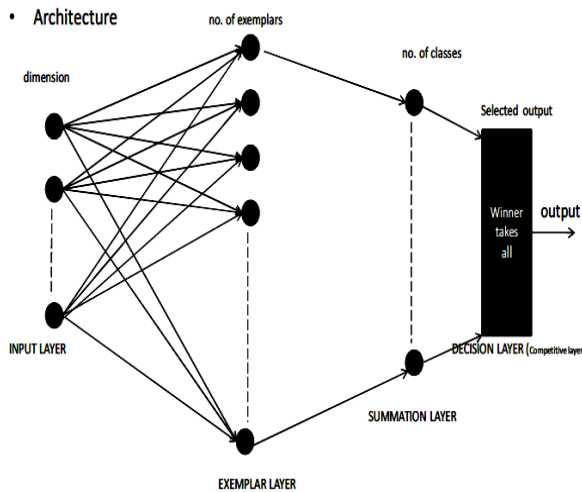 • Architecture
no. of exemplars
no. of classes
dimension
Selected output
Winner
takes
all
output
INPUT LAYER
DECISION LAYER (Competitive layer
SUMMATION LAYER
EXEMPLAR LAYER